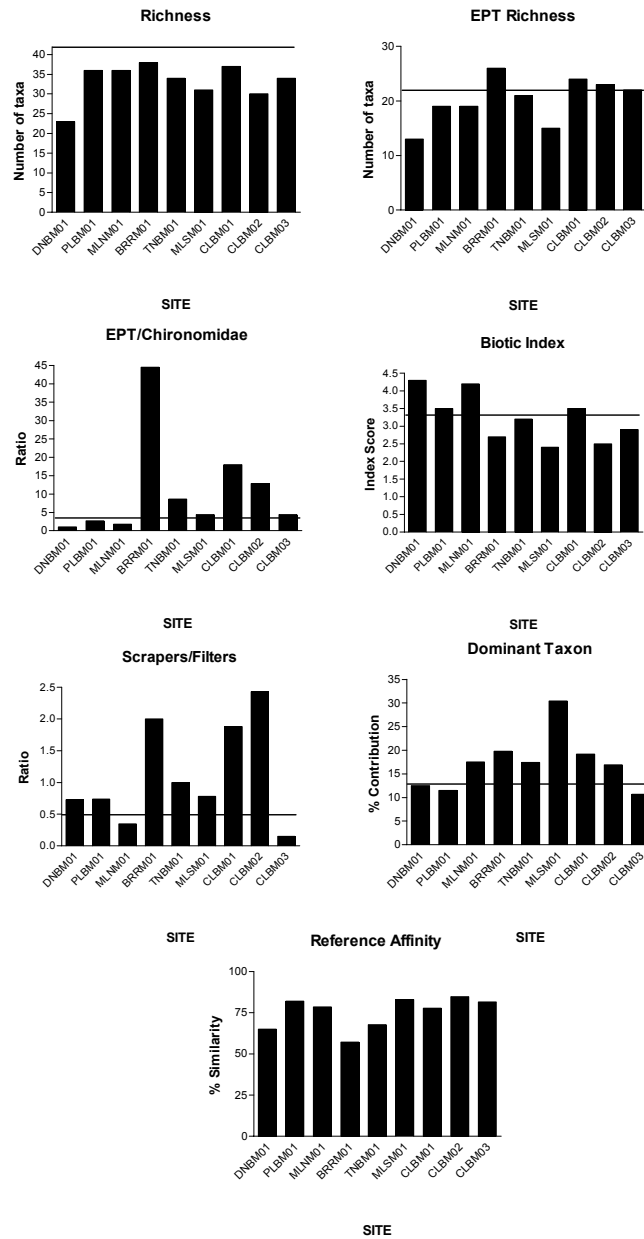 Richness
Number of taxa
45
40
35
30
25
20
15
10
5
0
DNBM01
PLBM01
MLNM01
BRRM01
TNBM01
MLSM01
CLBM01
CLBM02
CLBM03
SITE
EPT Richness
Number of taxa
30
20
10
0
DNBM01
PLBM01
MLNM01
BRRM01
TNBM01
MLSM01
CLBM01
CLBM02
CLBM03
SITE
EPT/Chironomidae
Ratio
45
40
35
30
25
20
15
10
5
0
DNBM01
PLBM01
MLNM01
BRRM01
TNBM01
MLSM01
CLBM01
CLBM02
CLBM03
SITE
Biotic Index
Index Score
4.5
4.0
3.5
3.0
2.5
2.0
1.5
1.0
0.5
0.0
DNBM01
PLBM01
MLNM01
BRRM01
TNBM01
MLSM01
CLBM01
CLBM02
CLBM03
SITE
Scrapers/Filters
Ratio
2.5
2.0
1.5
1.0
0.5
0.0
DNBM01
PLBM01
MLNM01
BRRM01
TNBM01
MLSM01
CLBM01
CLBM02
CLBM03
SITE
Dominant Taxon
% Contribution
35
30
25
20
15
10
5
0
DNBM01
PLBM01
MLNM01
BRRM01
TNBM01
MLSM01
CLBM01
CLBM02
CLBM03
SITE
Reference Affinity
% Similarity
100
75
50
25
0
DNBM01
PLBM01
MLNM01
BRRM01
TNBM01
MLSM01
CLBM01
CLBM02
CLBM03
SITE